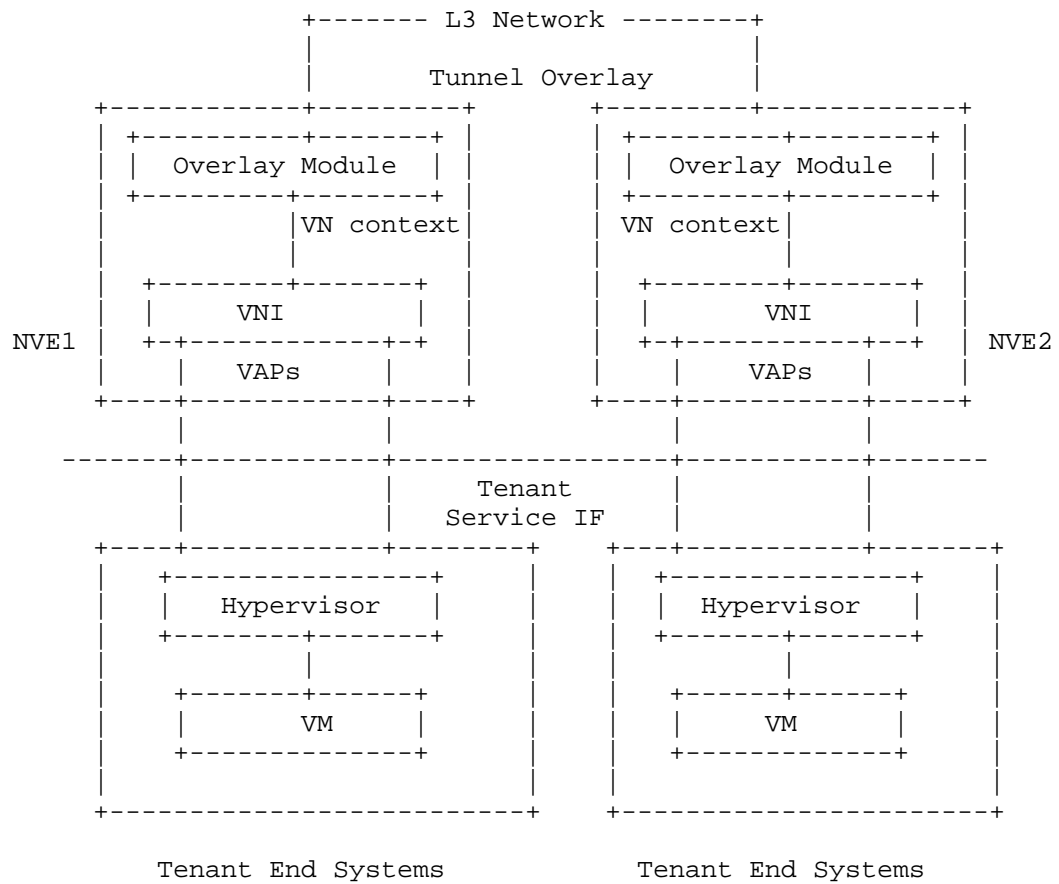 L3 Network
Tunnel Overlay
Overlay Module Overlay Module
VN context VN context
VNI VNI
NVE1 NVE2
VAPs VAPs
Tenant
Service IF
Hypervisor Hypervisor
VM VM
Tenant End Systems Tenant End Systems